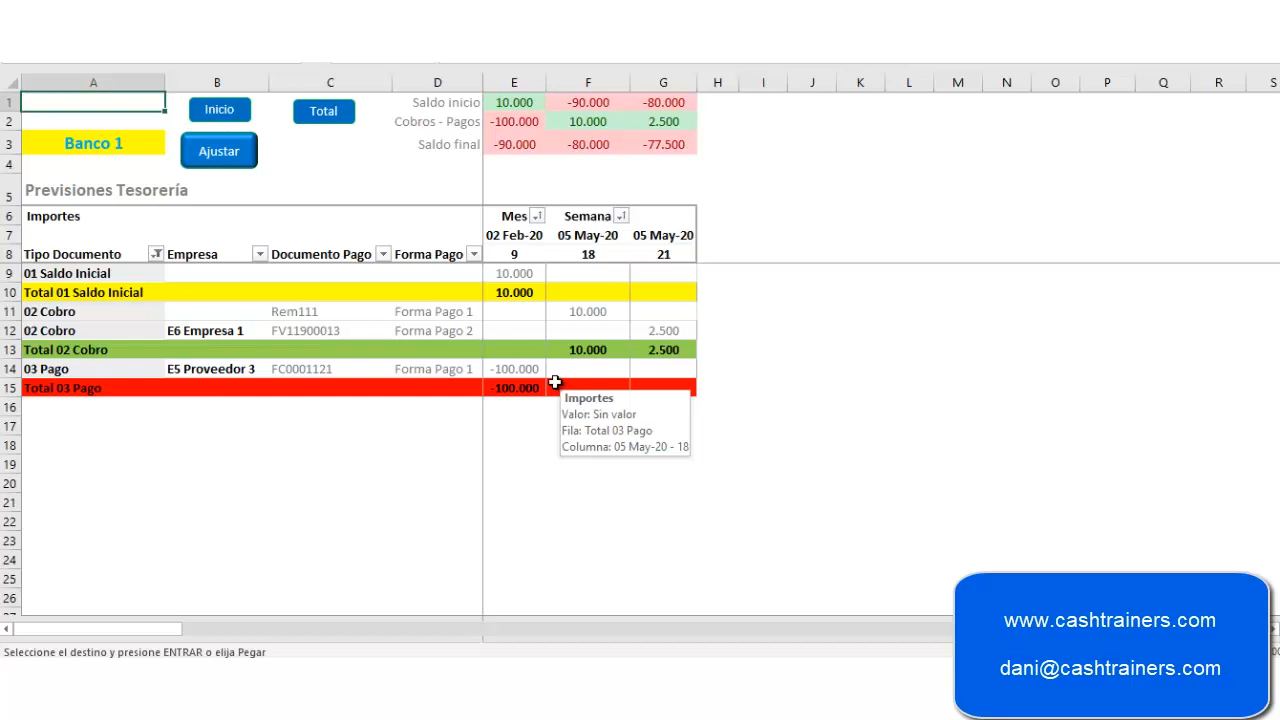 A B C D E F G H I J K L M N O P Q R S
1 Inicio Total Saldo inicio 10.000 -90.000 -80.000
2 Cobros - Pagos -100.000 10.000 2.500
3 Banco 1 Ajustar Saldo final -90.000 -80.000 -77.500
4
5 Previsiones Tesorería
6 Importes Mes Semana
7 02 Feb-20 05 May-20 05 May-20
8 Tipo Documento Empresa Documento Pago Forma Pago 9 18 21
9 01 Saldo Inicial 10.000
10 Total 01 Saldo Inicial 10.000
11 02 Cobro Rem111 Forma Pago 1 10.000
12 02 Cobro E6 Empresa 1 FV11900013 Forma Pago 2 2.500
13 Total 02 Cobro 10.000 2.500
14 03 Pago E5 Proveedor 3 FC0001121 Forma Pago 1 -100.000
15 Total 03 Pago -100.000
16 Importes
17 Valor: Sin valor
Fila: Total 03 Pago
18 Columna: 05 May-20 - 18
19
20
21
22
23
24
25
26
Seleccione el destino y presione ENTRAR o elija Pegar
www.cashtrainers.com
dani@cashtrainers.com